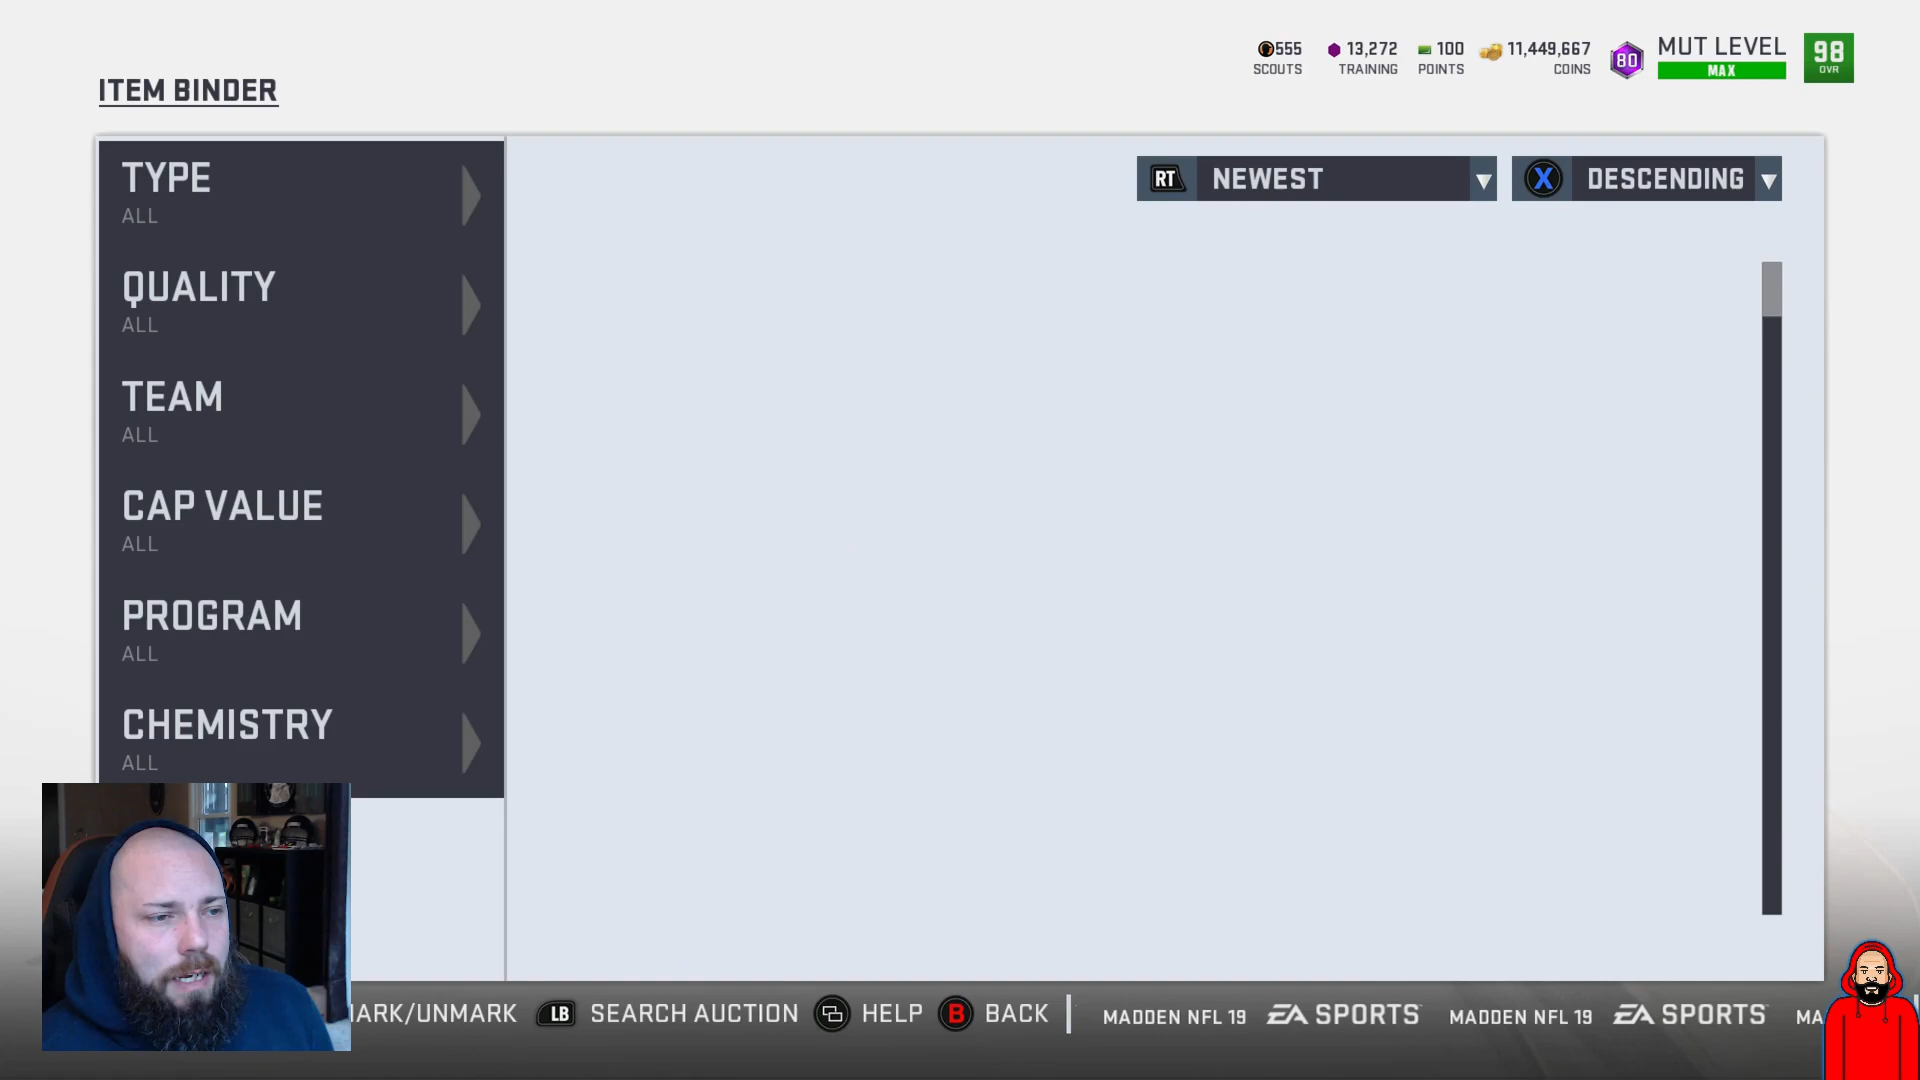 ITEM BINDER
555
SCOUTS
13,272
TRAINING
100
POINTS
11,449,667
COINS
80
MUT LEVEL
MAX
98
OVR
TYPE
ALL
QUALITY
ALL
TEAM
ALL
CAP VALUE
ALL
PROGRAM
ALL
CHEMISTRY
ALL
RT NEWEST
X DESCENDING
MARK/UNMARK LB SEARCH AUCTION HELP B BACK MADDEN NFL 19 EA SPORTS MADDEN NFL 19 EA SPORTS MA